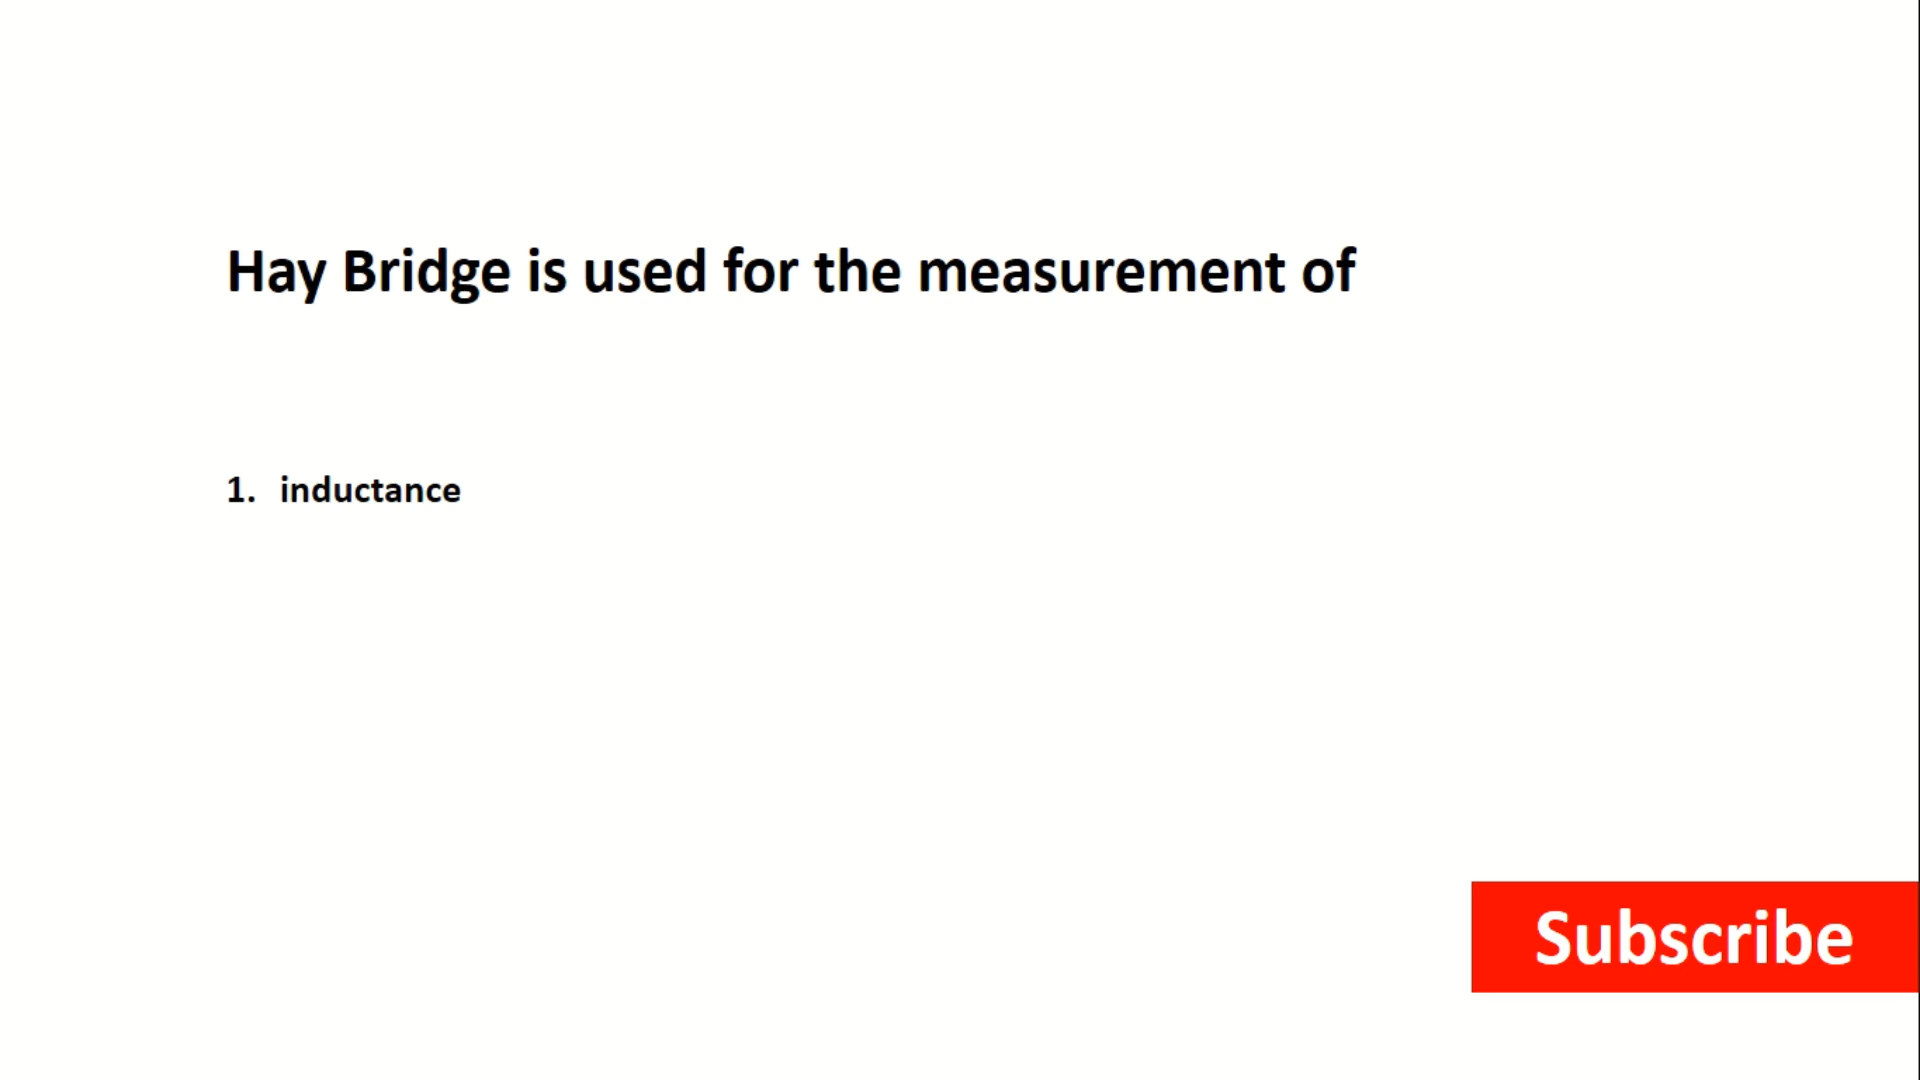 Hay Bridge is used for the measurement of
1. inductance
Subscribe